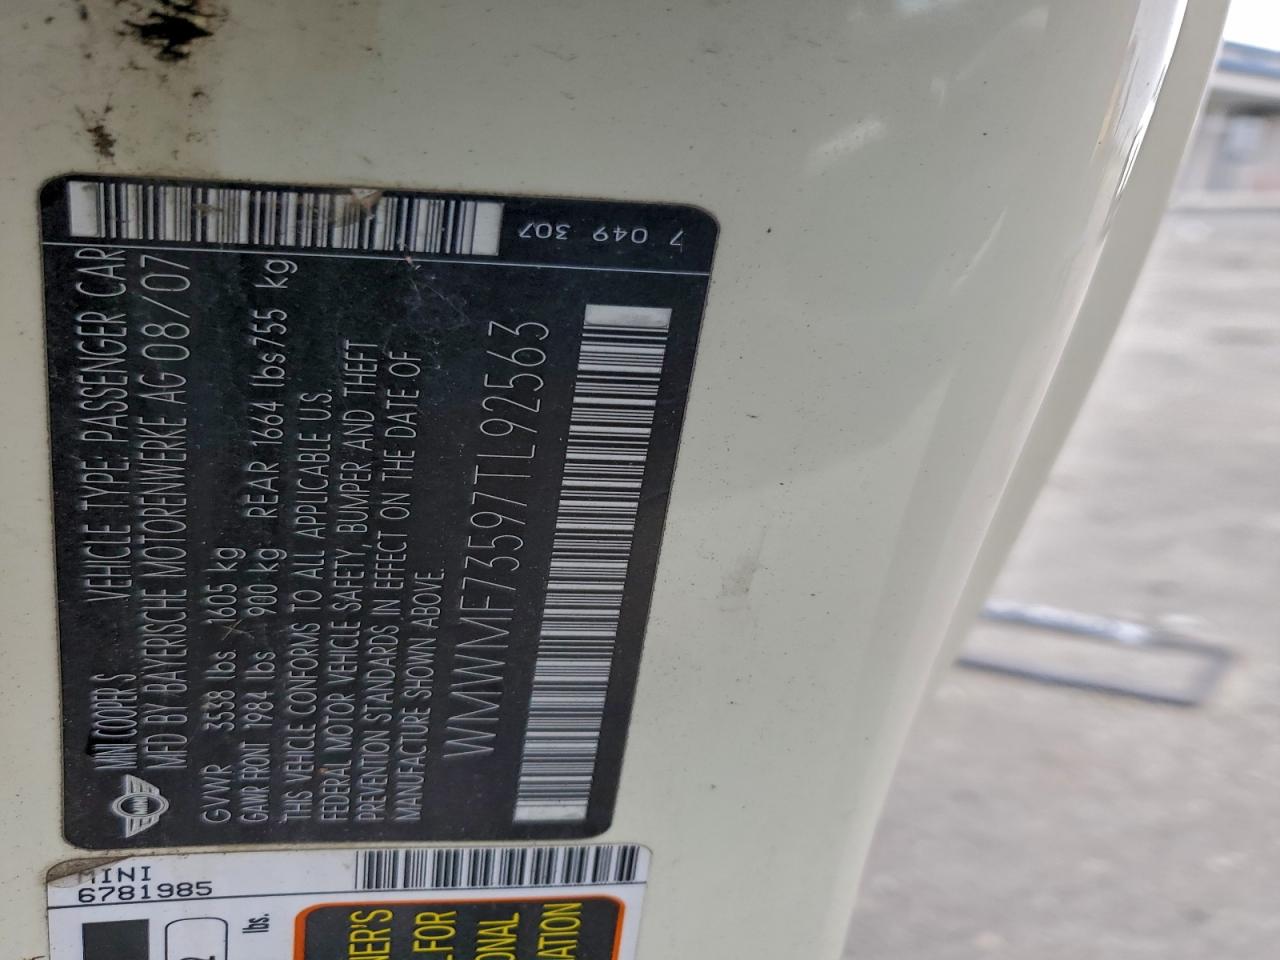 7 049 307
MINI COOPER S VEHICLE TYPE: PASSENGER CAR
MFD BY BAYERISCHE MOTORENWERKE AG 08/07
GVWR 3538 lbs 1605 kg
GAWR FRONT 1984 lbs 900 kg REAR 1664 lbs 755 kg
THIS VEHICLE CONFORMS TO ALL APPLICABLE U.S.
FEDERAL MOTOR VEHICLE SAFETY, BUMPER AND THEFT
PREVENTION STANDARDS IN EFFECT ON THE DATE OF
MANUFACTURE SHOWN ABOVE.
WMWMF73597TL92563
MINI
6781985
lbs.
NER'S
FOR
ONAL
ATION